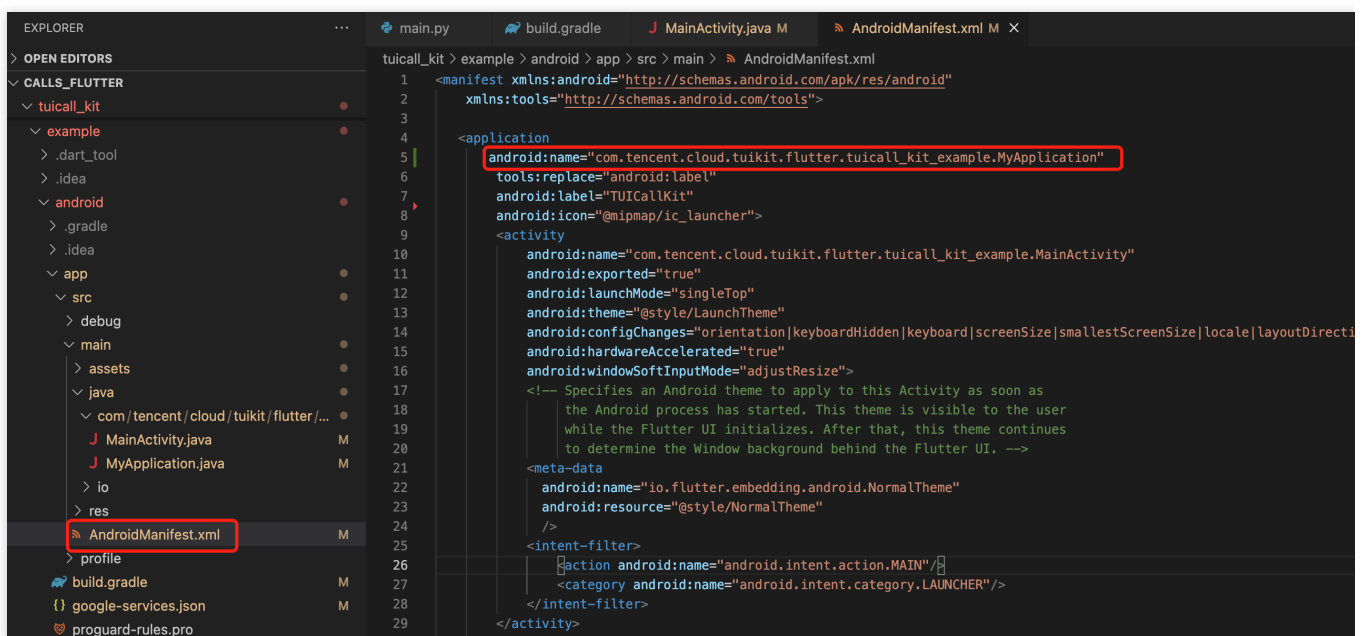 EXPLORER
···
OPEN EDITORS
CALLS_FLUTTER
tuicall_kit
example
.dart_tool
.idea
android
.gradle
.idea
app
src
debug
main
assets
java
com/tencent/cloud/tuikit/flutter/...
J MainActivity.java M
J MyApplication.java M
io
res
AndroidManifest.xml M
profile
build.gradle M
{} google-services.json M
proguard-rules.pro
main.py
build.gradle
J MainActivity.java M
AndroidManifest.xml M ×
tuicall_kit > example > android > app > src > main > AndroidManifest.xml
1 <manifest xmlns:android="http://schemas.android.com/apk/res/android"
2 xmlns:tools="http://schemas.android.com/tools">
3
4 <application
5 android:name="com.tencent.cloud.tuikit.flutter.tuicall_kit_example.MyApplication"
6 tools:replace="android:label"
7 android:label="TUICallKit"
8 android:icon="@mipmap/ic_launcher">
9 <activity
10 android:name="com.tencent.cloud.tuikit.flutter.tuicall_kit_example.MainActivity"
11 android:exported="true"
12 android:launchMode="singleTop"
13 android:theme="@style/LaunchTheme"
14 android:configChanges="orientation|keyboardHidden|keyboard|screenSize|smallestScreenSize|locale|layoutDirecti
15 android:hardwareAccelerated="true"
16 android:windowSoftInputMode="adjustResize">
17 <!-- Specifies an Android theme to apply to this Activity as soon as
18 the Android process has started. This theme is visible to the user
19 while the Flutter UI initializes. After that, this theme continues
20 to determine the Window background behind the Flutter UI. -->
21 <meta-data
22 android:name="io.flutter.embedding.android.NormalTheme"
23 android:resource="@style/NormalTheme"
24 />
25 <intent-filter>
26 <action android:name="android.intent.action.MAIN"/>
27 <category android:name="android.intent.category.LAUNCHER"/>
28 </intent-filter>
29 </activity>